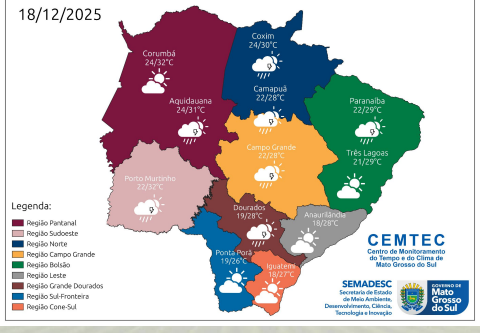 18/12/2025
Coxim
24/30°C
Corumbá
24/32°C
Camapuã
22/28°C
Aquidauana
24/31°C
Paranaíba
22/29°C
Campo Grande
22/28°C
Três Lagoas
21/29°C
Porto Murtinho
22/32°C
Dourados
19/28°C
Anaurilândia
18/28°C
Ponta Porã
19/26°C
Iguatemi
18/27°C
Legenda:
Região Pantanal
Região Sudoeste
Região Norte
Região Campo Grande
Região Bolsão
Região Leste
Região Grande Dourados
Região Sul-Fronteira
Região Cone-Sul
CEMTEC
Centro de Monitoramento
do Tempo e do Clima de
Mato Grosso do Sul
SEMADESC
Secretaria de Estado
de Meio Ambiente,
Desenvolvimento, Ciência,
Tecnologia e Inovação
GOVERNO DE
Mato
Grosso
do Sul